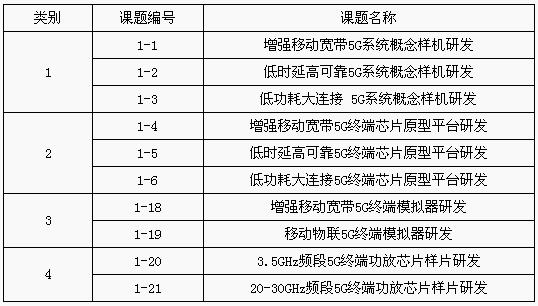 类别 课题编号 课题名称
1
1-1 增强移动宽带5G系统概念样机研发
1-2 低时延高可靠5G系统概念样机研发
1-3 低功耗大连接 5G系统概念样机研发
2
1-4 增强移动宽带5G终端芯片原型平台研发
1-5 低时延高可靠5G终端芯片原型平台研发
1-6 低功耗大连接5G终端芯片原型平台研发
3
1-18 增强移动宽带5G终端模拟器研发
1-19 移动物联5G终端模拟器研发
4
1-20 3.5GHz频段5G终端功放芯片样片研发
1-21 20-30GHz频段5G终端功放芯片样片研发